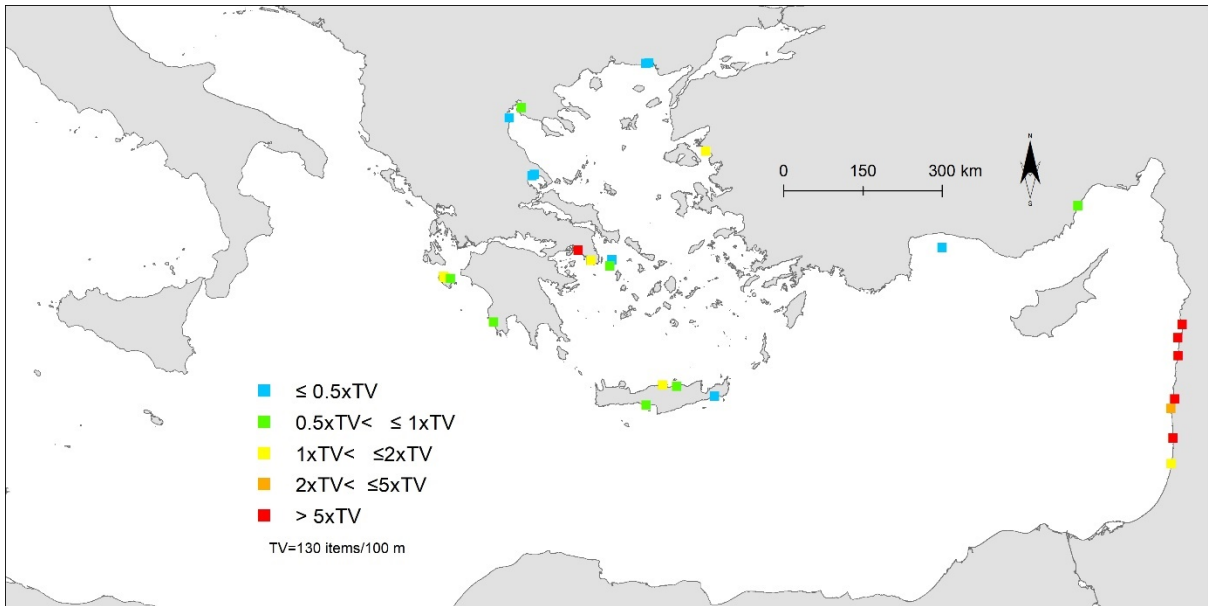 N
G
0 150 300 km
≤ 0.5xTV
0.5xTV< ≤ 1xTV
1xTV< ≤2xTV
2xTV< ≤5xTV
> 5xTV
TV=130 items/100 m